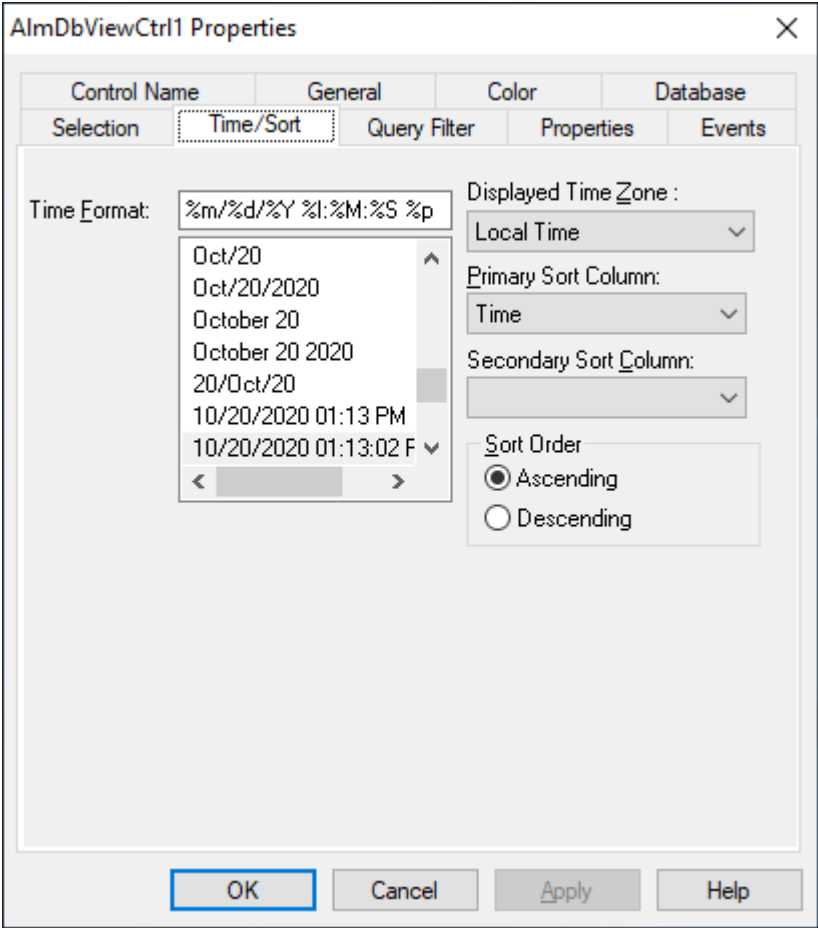 AlmDbViewCtrl1 Properties
Control Name General Color Database
Selection Time/Sort Query Filter Properties Events
Time Format:
%m/%d/%Y %I:%M:%S %p
Oct/20
Oct/20/2020
October 20
October 20 2020
20/Oct/20
10/20/2020 01:13 PM
10/20/2020 01:13:02 P
Displayed Time Zone :
Local Time
Primary Sort Column:
Time
Secondary Sort Column:
Sort Order
Ascending
Descending
OK Cancel Apply Help